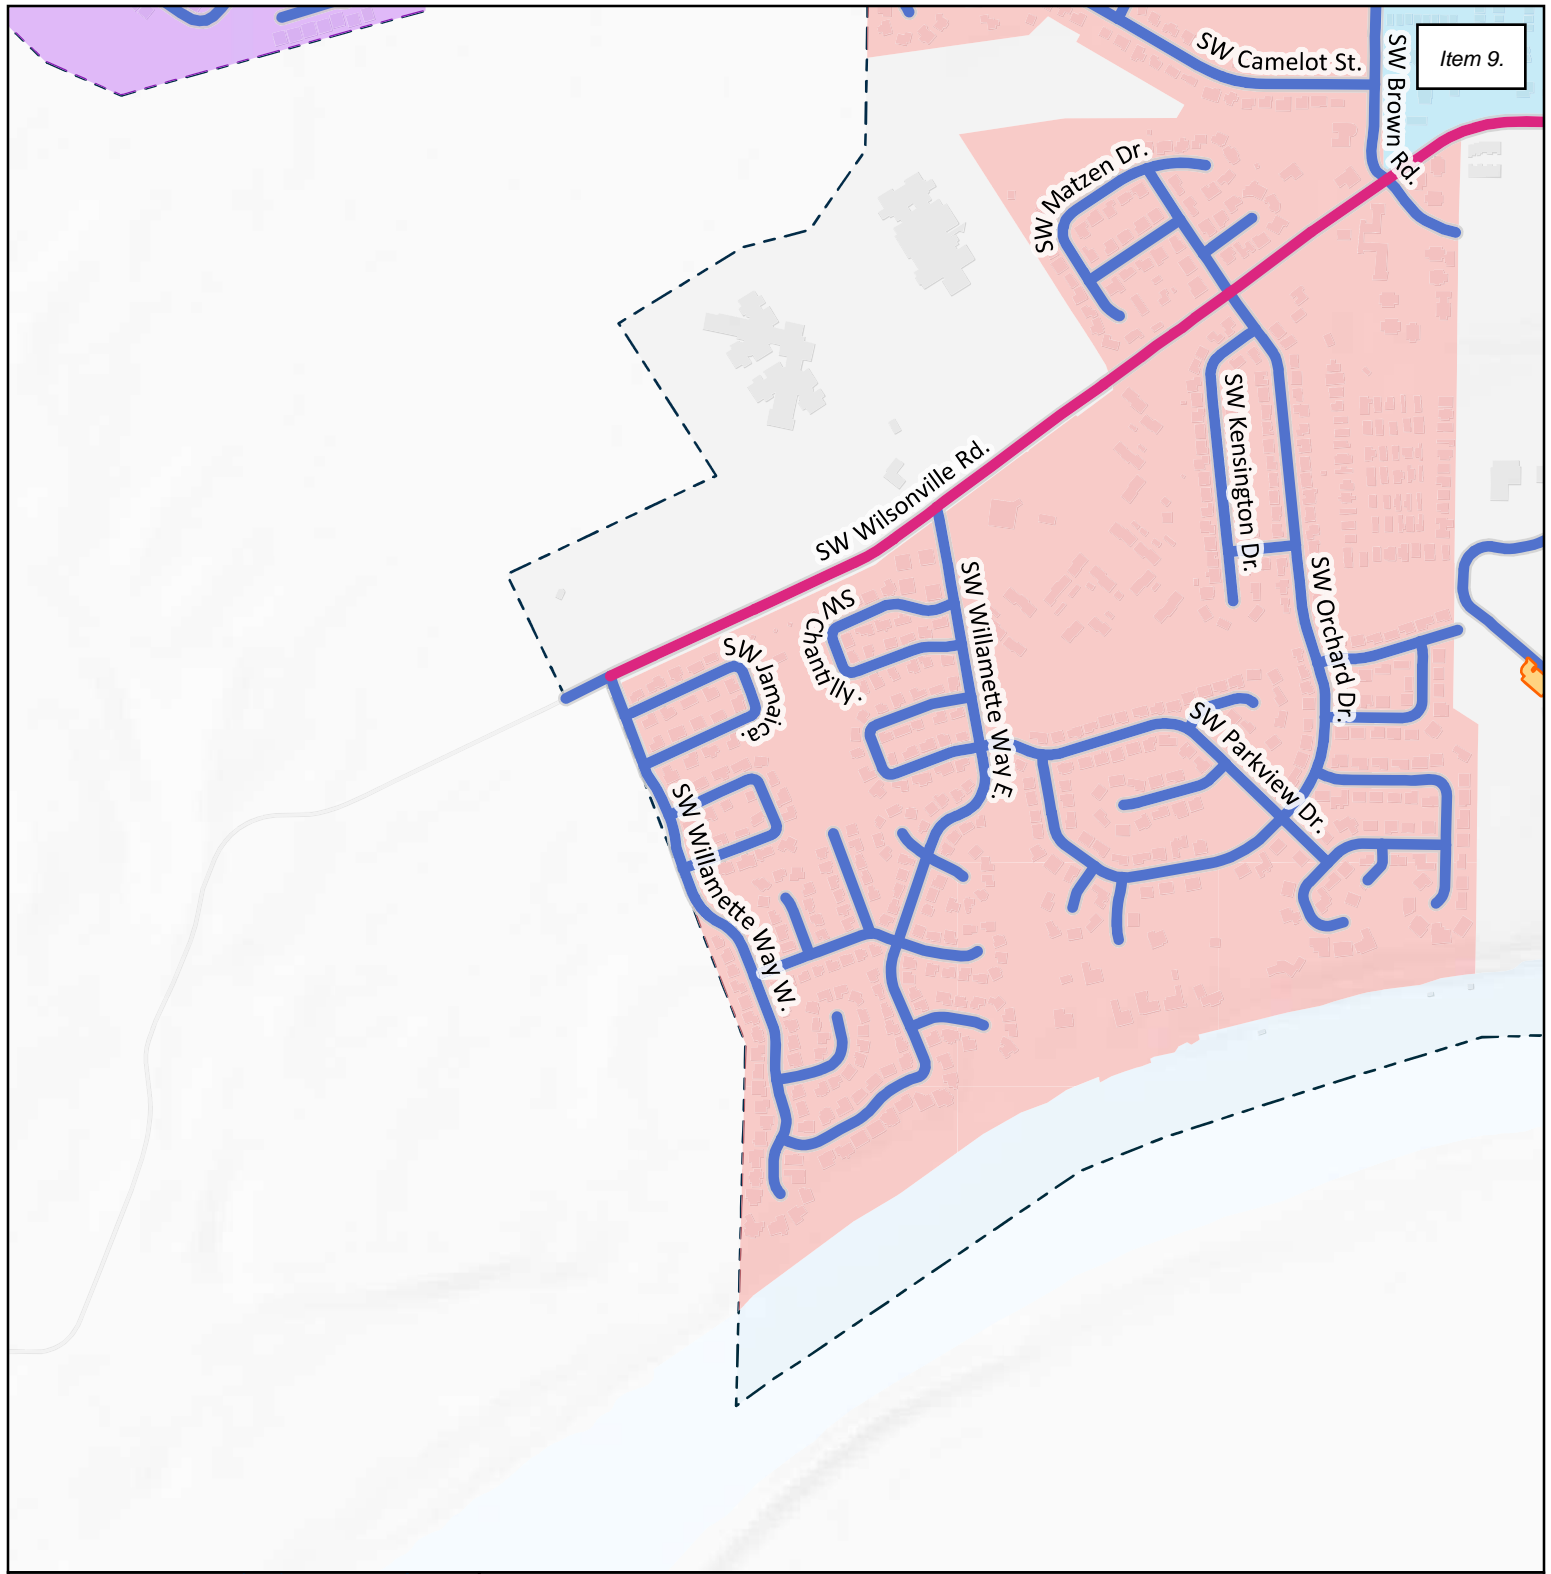 SW Camelot St.
SW Brown Rd.
Item 9.
SW Matzen Dr.
SW Kensington Dr.
SW Wilsonville Rd.
SW Orchard Dr.
SW Willamette Way E.
SW Chantilly.
SW Jamaica.
SW Parkview Dr.
SW Willamette Way W.